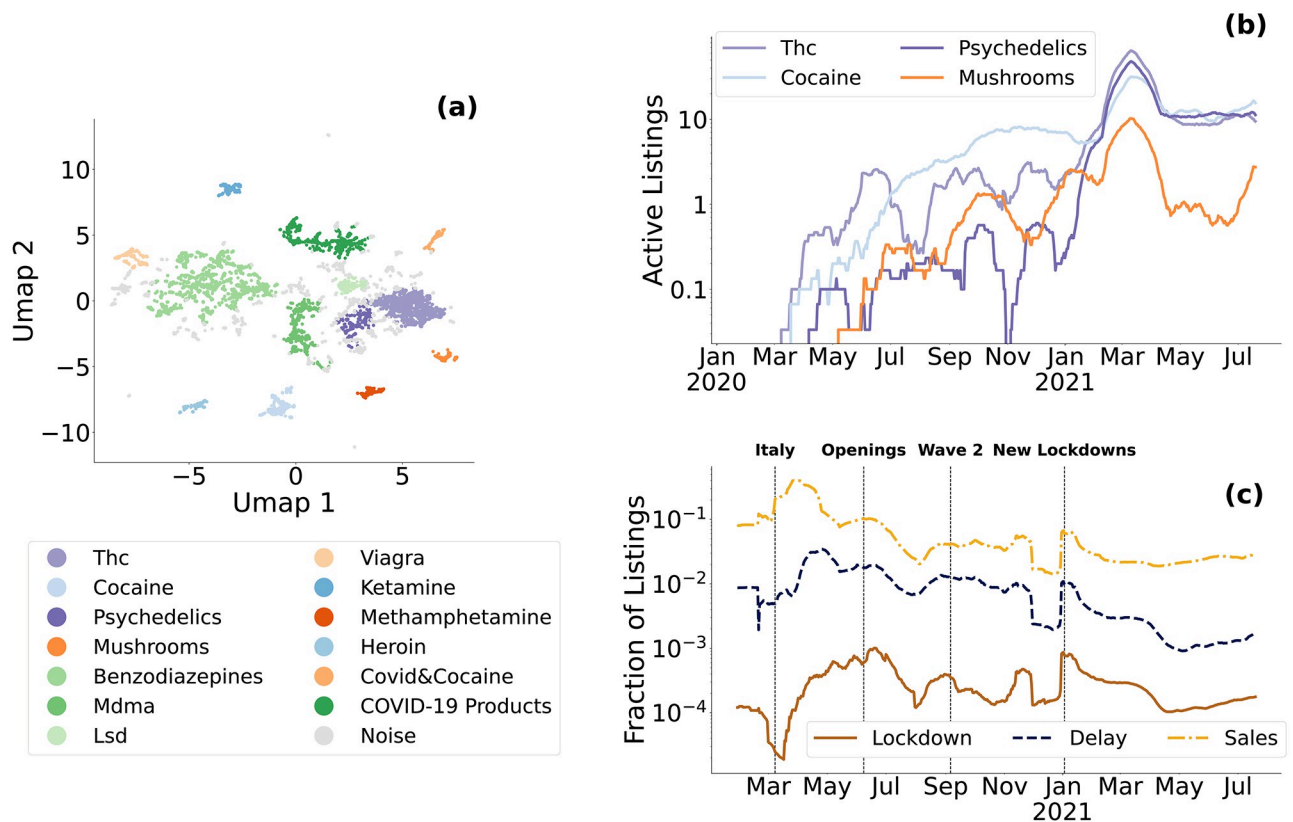 (a)
10
5
0
−5
−10
Umap 2
−5 0 5
Umap 1
Thc Viagra
Cocaine Ketamine
Psychedelics Methamphetamine
Mushrooms Heroin
Benzodiazepines Covid&Cocaine
Mdma COVID-19 Products
Lsd Noise
(b)
Thc Psychedelics
Cocaine Mushrooms
Active Listings
10
1
0.1
Jan Mar May Jul Sep Nov Jan Mar May Jul
2020 2021
Italy Openings Wave 2 New Lockdowns
(c)
Fraction of Listings
10−1
10−2
10−3
10−4
Lockdown Delay Sales
Mar May Jul Sep Nov Jan Mar May Jul
2021